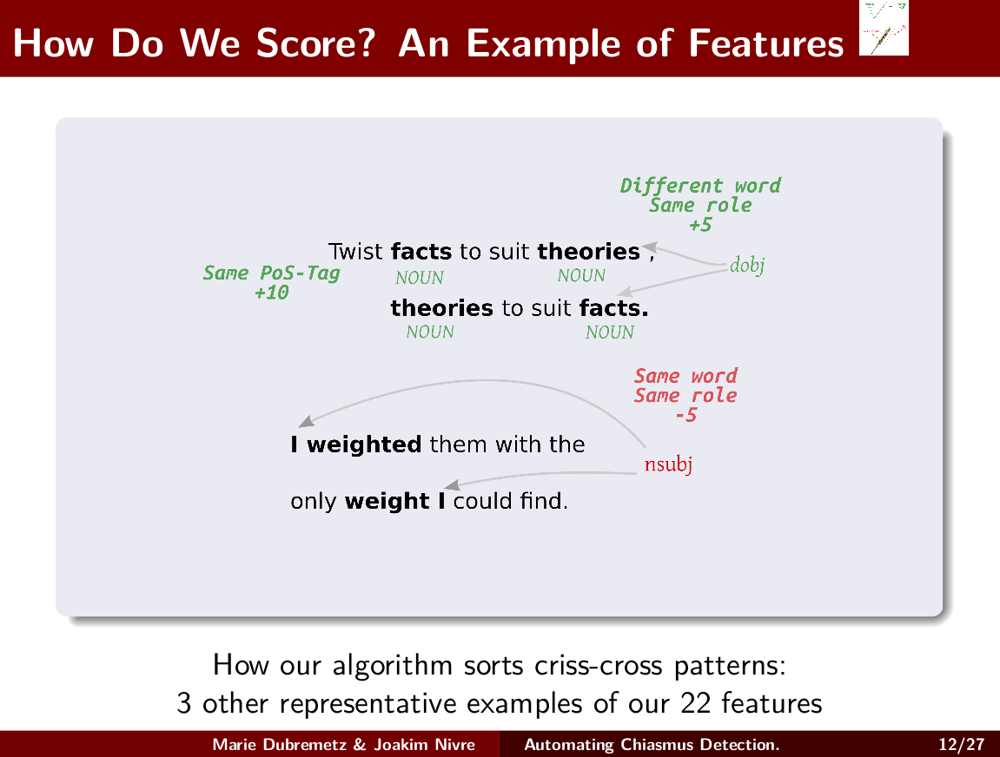 How Do We Score? An Example of Features
Different word
Same role
+5
Twist facts to suit theories ,
dobj
Same PoS-Tag
+10
NOUN NOUN
theories to suit facts.
NOUN NOUN
Same word
Same role
-5
I weighted them with the
nsubj
only weight I could find.
How our algorithm sorts criss-cross patterns:
3 other representative examples of our 22 features
Marie Dubremetz & Joakim Nivre Automating Chiasmus Detection. 12/27